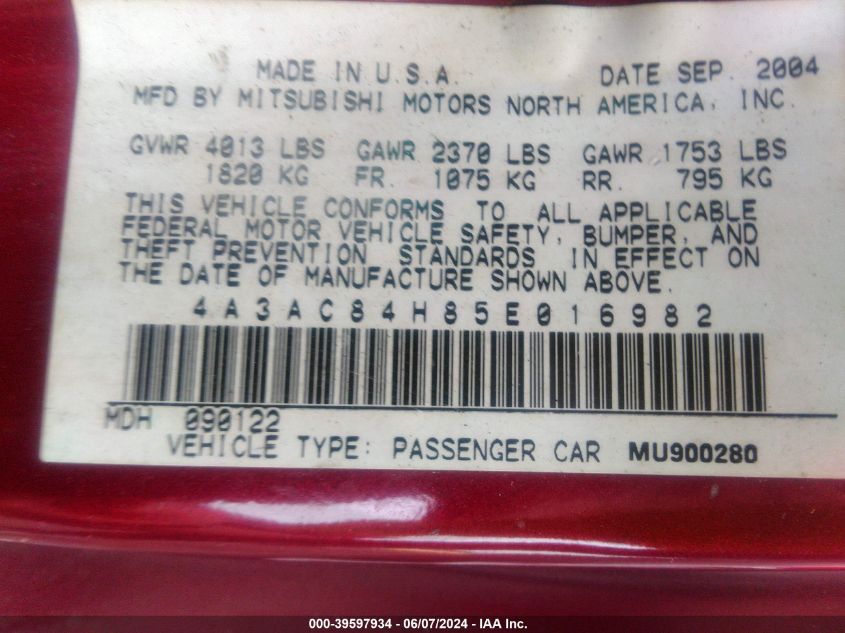 MADE IN U.S.A. DATE SEP. 2004
MFD BY MITSUBISHI MOTORS NORTH AMERICA, INC.
GVWR 4013 LBS GAWR 2370 LBS GAWR 1753 LBS
1820 KG FR. 1075 KG RR. 795 KG
THIS VEHICLE CONFORMS TO ALL APPLICABLE
FEDERAL MOTOR VEHICLE SAFETY, BUMPER, AND
THEFT PREVENTION STANDARDS IN EFFECT ON
THE DATE OF MANUFACTURE SHOWN ABOVE.
4A3AC84H85E016982
MDH 090122
VEHICLE TYPE: PASSENGER CAR MU900280
000-39597934 - 06/07/2024 - IAA Inc.